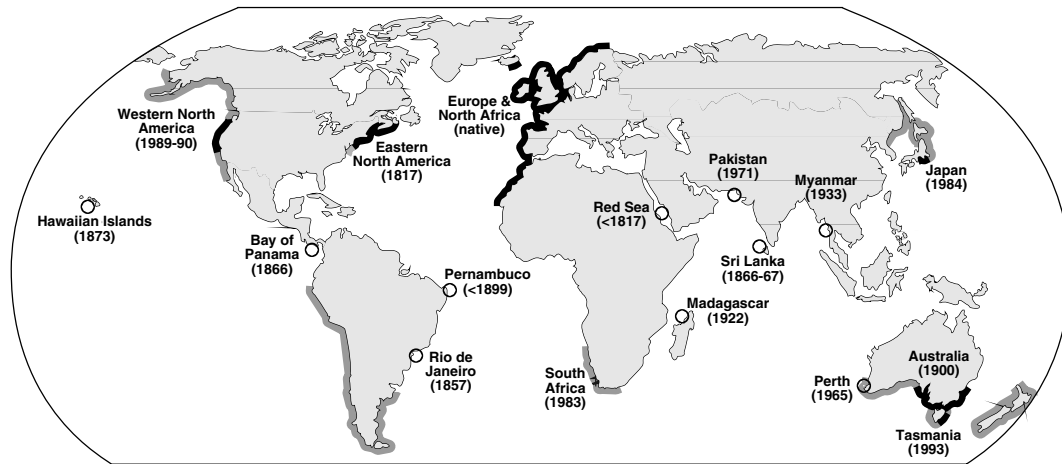 Western North
America
(1989-90)
Europe &
North Africa
(native)
Eastern
North America
(1817)
Hawaiian Islands
(1873)
Bay of
Panama
(1866)
Pernambuco
(<1899)
Rio de
Janeiro
(1857)
Red Sea
(<1817)
Pakistan
(1971)
Myanmar
(1933)
Japan
(1984)
Sri Lanka
(1866-67)
Madagascar
(1922)
South
Africa
(1983)
Perth
(1965)
Australia
(1900)
Tasmania
(1993)